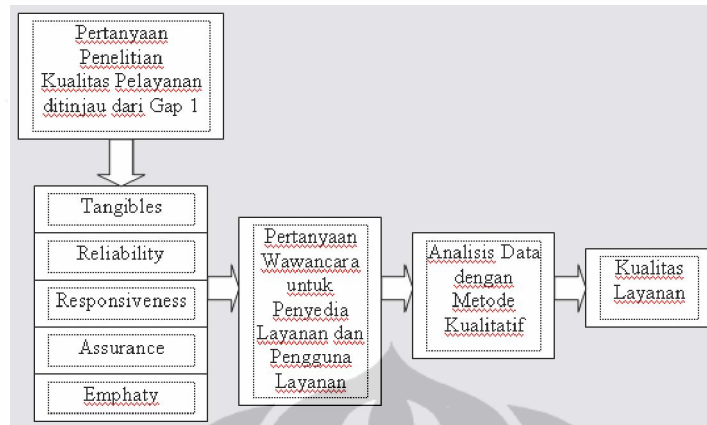 Pertanyaan
Penelitian
Kualitas Pelayanan
ditinjau dari Gap 1
Tangibles
Reliability
Responsiveness
Assurance
Emphaty
Pertanyaan
Wawancara
untuk
Penyedia
Layanan dan
Pengguna
Layanan
Analisis Data
dengan
Metode
Kualitatif
Kualitas
Layanan